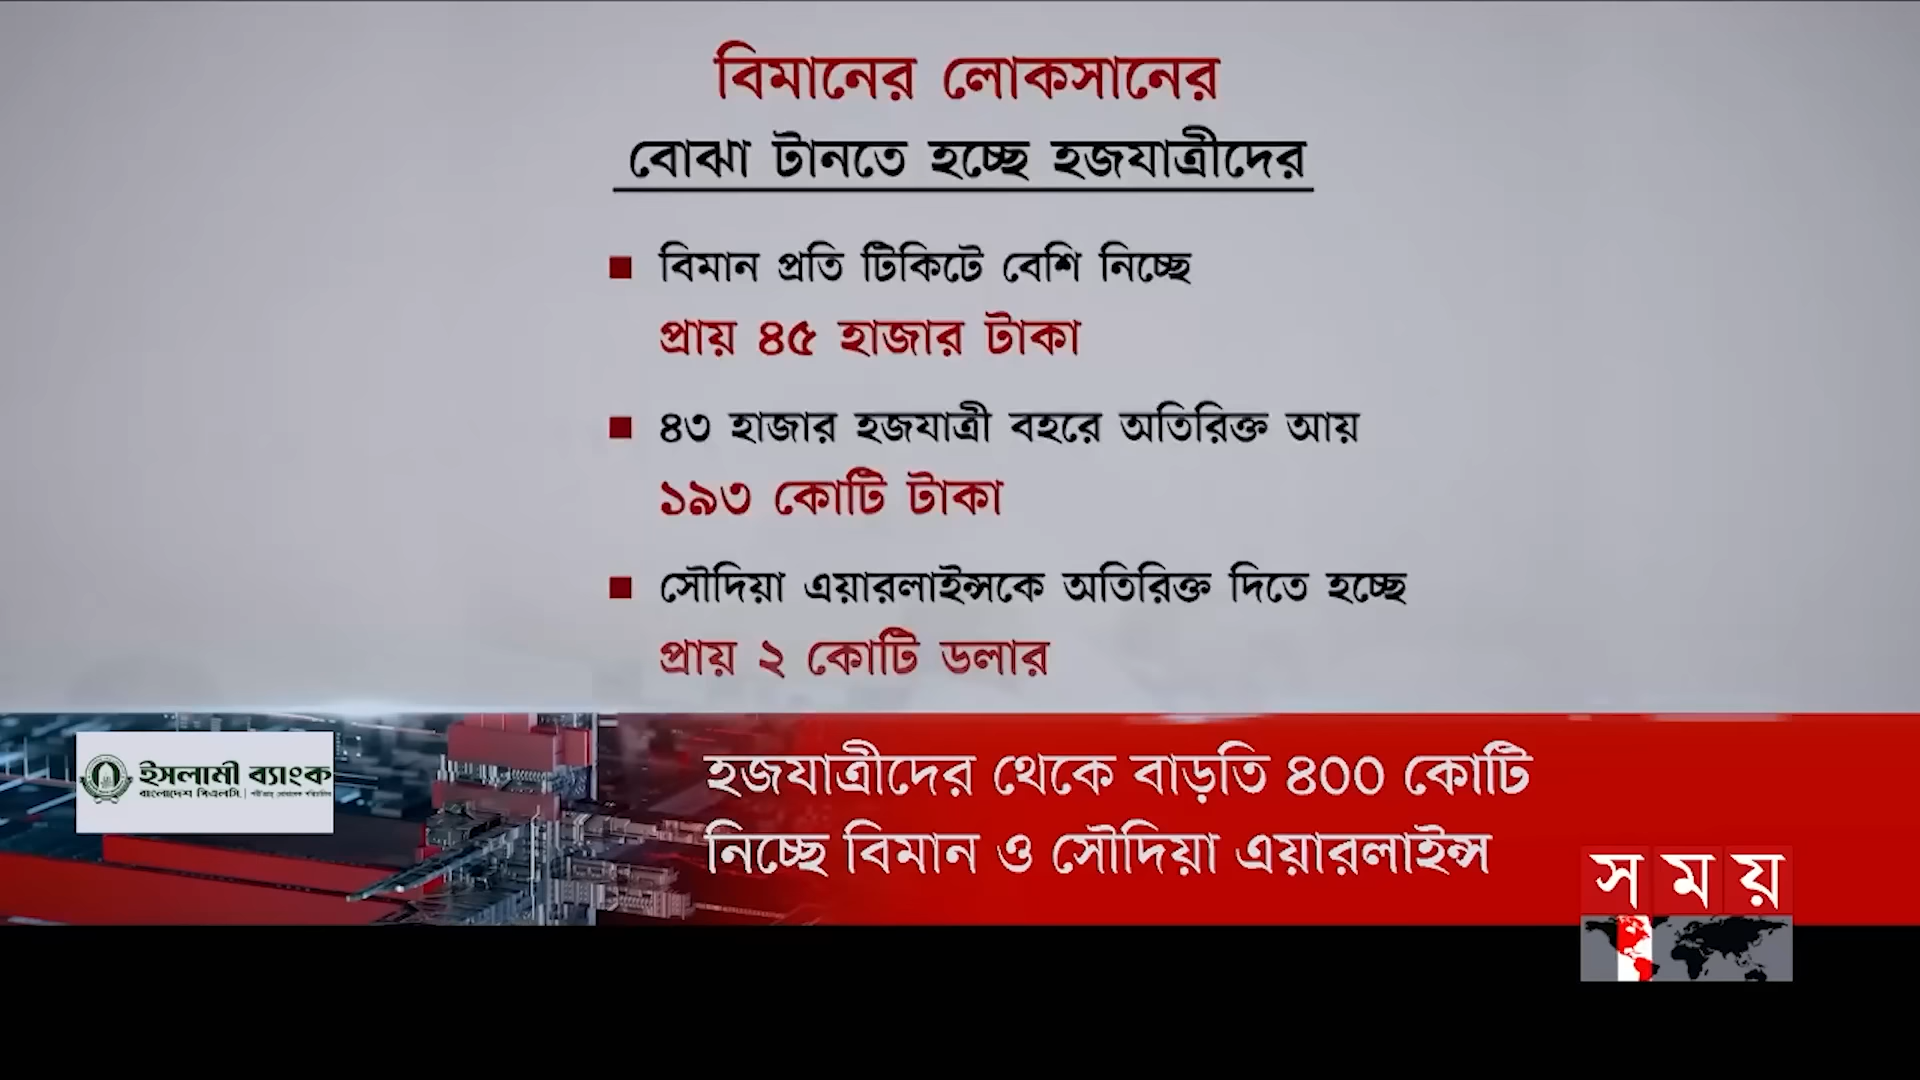 বিমানের লোকসানের
বোঝা টানতে হচ্ছে হজযাত্রীদের
বিমান প্রতি টিকিটে বেশি নিচ্ছে
প্রায় ৪৫ হাজার টাকা
৪৩ হাজার হজযাত্রী বহরে অতিরিক্ত আয়
১৯৩ কোটি টাকা
সৌদিয়া এয়ারলাইন্সকে অতিরিক্ত দিতে হচ্ছে
প্রায় ২ কোটি ডলার
ইসলামী ব্যাংক
বাংলাদেশ পিএলসি.
হজযাত্রীদের থেকে বাড়তি ৪০০ কোটি
নিচ্ছে বিমান ও সৌদিয়া এয়ারলাইন্স
সময়